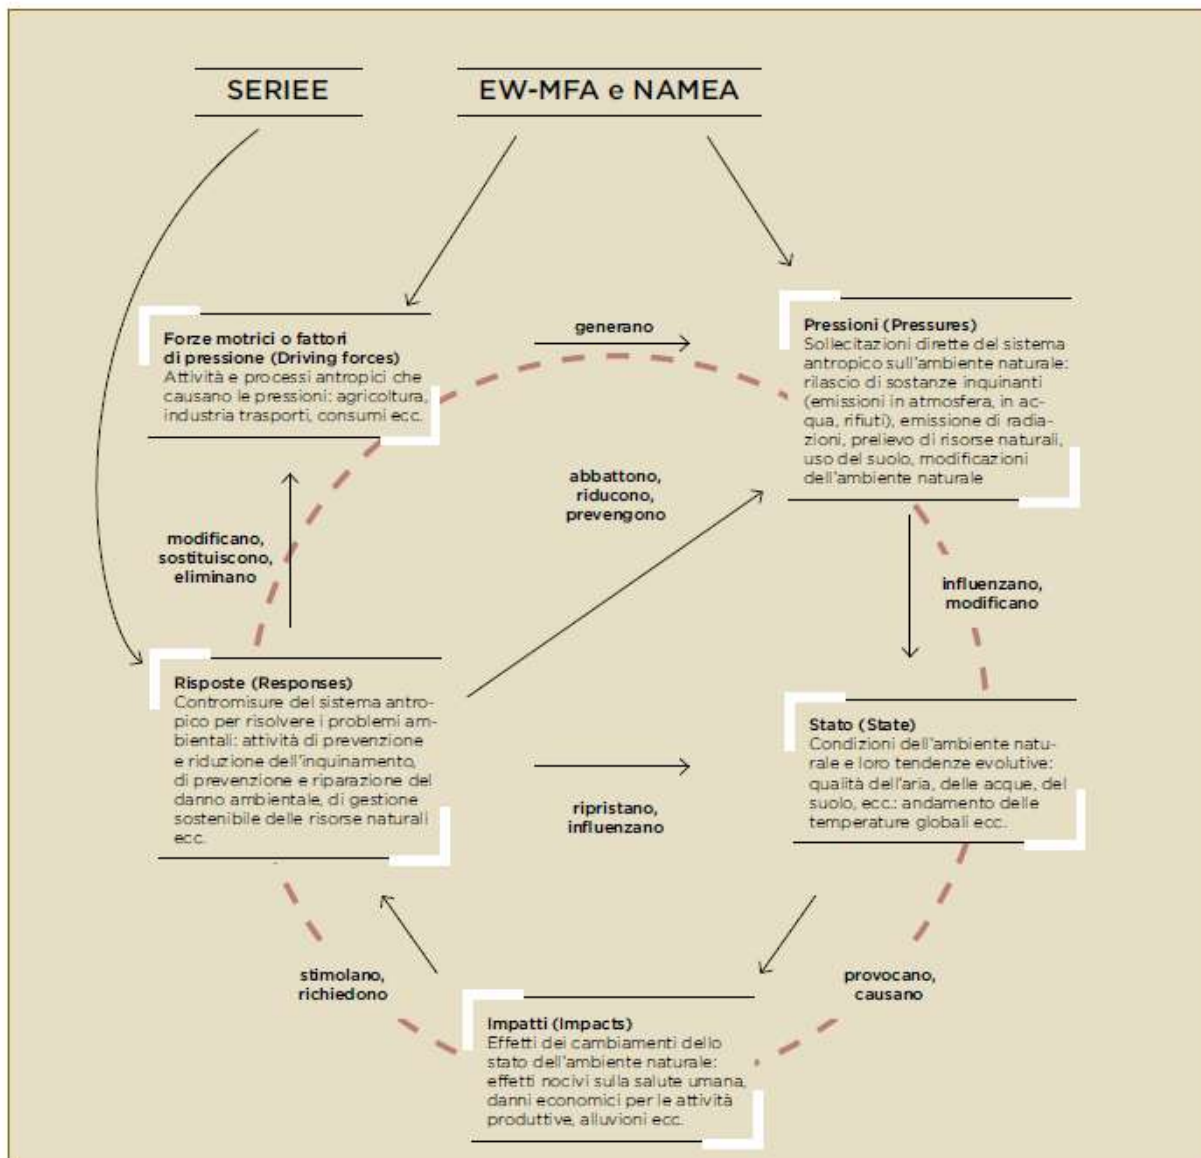 SERIEE
EW-MFA e NAMEA
Forze motrici o fattori
di pressione (Driving forces)
Attività e processi antropici che
causano le pressioni: agricoltura,
industria trasporti, consumi ecc.
generano
Pressioni (Pressures)
Sollecitazioni dirette del sistema
antropico sull'ambiente naturale:
rilascio di sostanze inquinanti
(emissioni in atmosfera, in ac-
qua, rifiuti), emissione di radia-
zioni, prelievo di risorse naturali,
uso del suolo, modificazioni
dell'ambiente naturale
abbattono,
riducono,
prevengono
modificano,
sostituiscono,
eliminano
influenzano,
modificano
Risposte (Responses)
Contromisure del sistema antro-
pico per risolvere i problemi am-
bientali: attività di prevenzione
e riduzione dell'inquinamento,
di prevenzione e riparazione del
danno ambientale, di gestione
sostenibile delle risorse naturali
ecc.
Stato (State)
Condizioni dell'ambiente natu-
rale e loro tendenze evolutive:
qualità dell'aria, delle acque, del
suolo, ecc.: andamento delle
temperature globali ecc.
ripristano,
influenzano
stimolano,
richiedono
provocano,
causano
Impatti (Impacts)
Effetti dei cambiamenti dello
stato dell'ambiente naturale:
effetti nocivi sulla salute umana,
danni economici per le attività
produttive, alluvioni ecc.